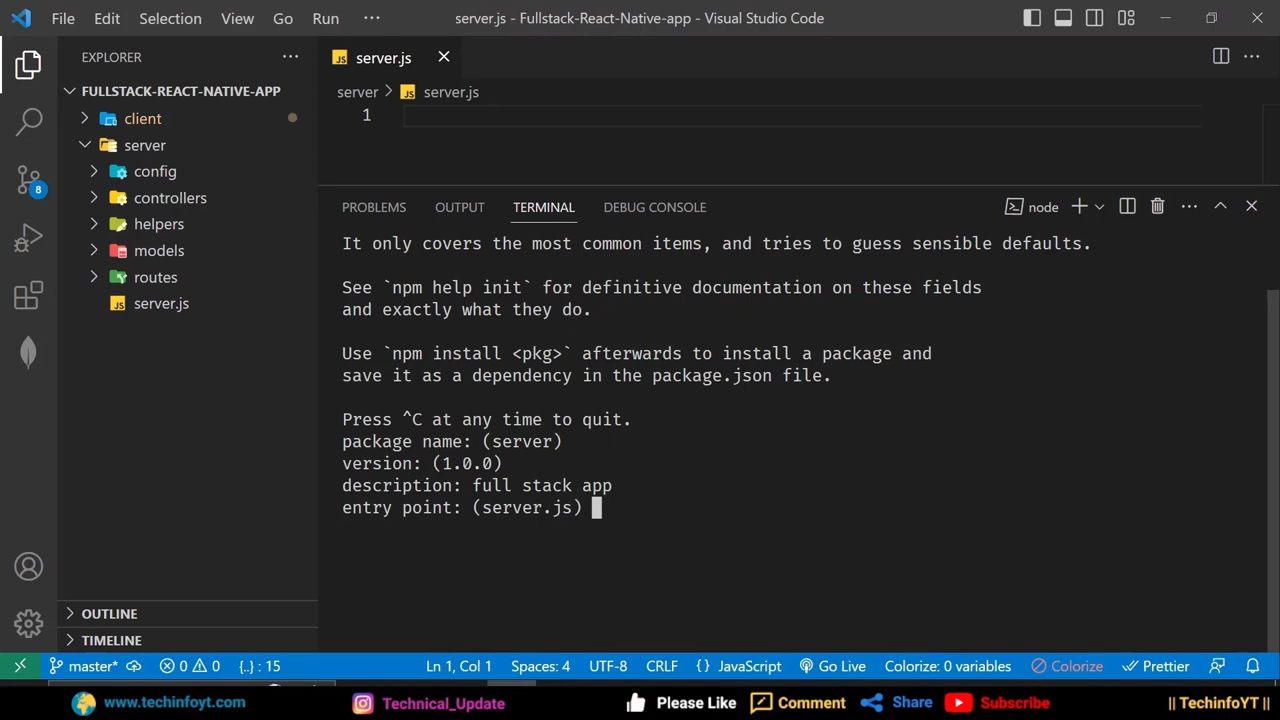 File Edit Selection View Go Run ··· server.js - Fullstack-React-Native-app - Visual Studio Code
EXPLORER ···
server.js
FULLSTACK-REACT-NATIVE-APP
server > server.js
client
1
server
config
controllers
helpers
models
routes
server.js
8
PROBLEMS OUTPUT TERMINAL DEBUG CONSOLE node
It only covers the most common items, and tries to guess sensible defaults.
See `npm help init` for definitive documentation on these fields
and exactly what they do.
Use `npm install <pkg>` afterwards to install a package and
save it as a dependency in the package.json file.
Press ^C at any time to quit.
package name: (server)
version: (1.0.0)
description: full stack app
entry point: (server.js)
OUTLINE
TIMELINE
master* 0 0 {..} : 15 Ln 1, Col 1 Spaces: 4 UTF-8 CRLF {} JavaScript Go Live Colorize: 0 variables Colorize Prettier
www.techinfoyt.com Technical_Update Please Like Comment Share Subscribe || TechinfoYT ||